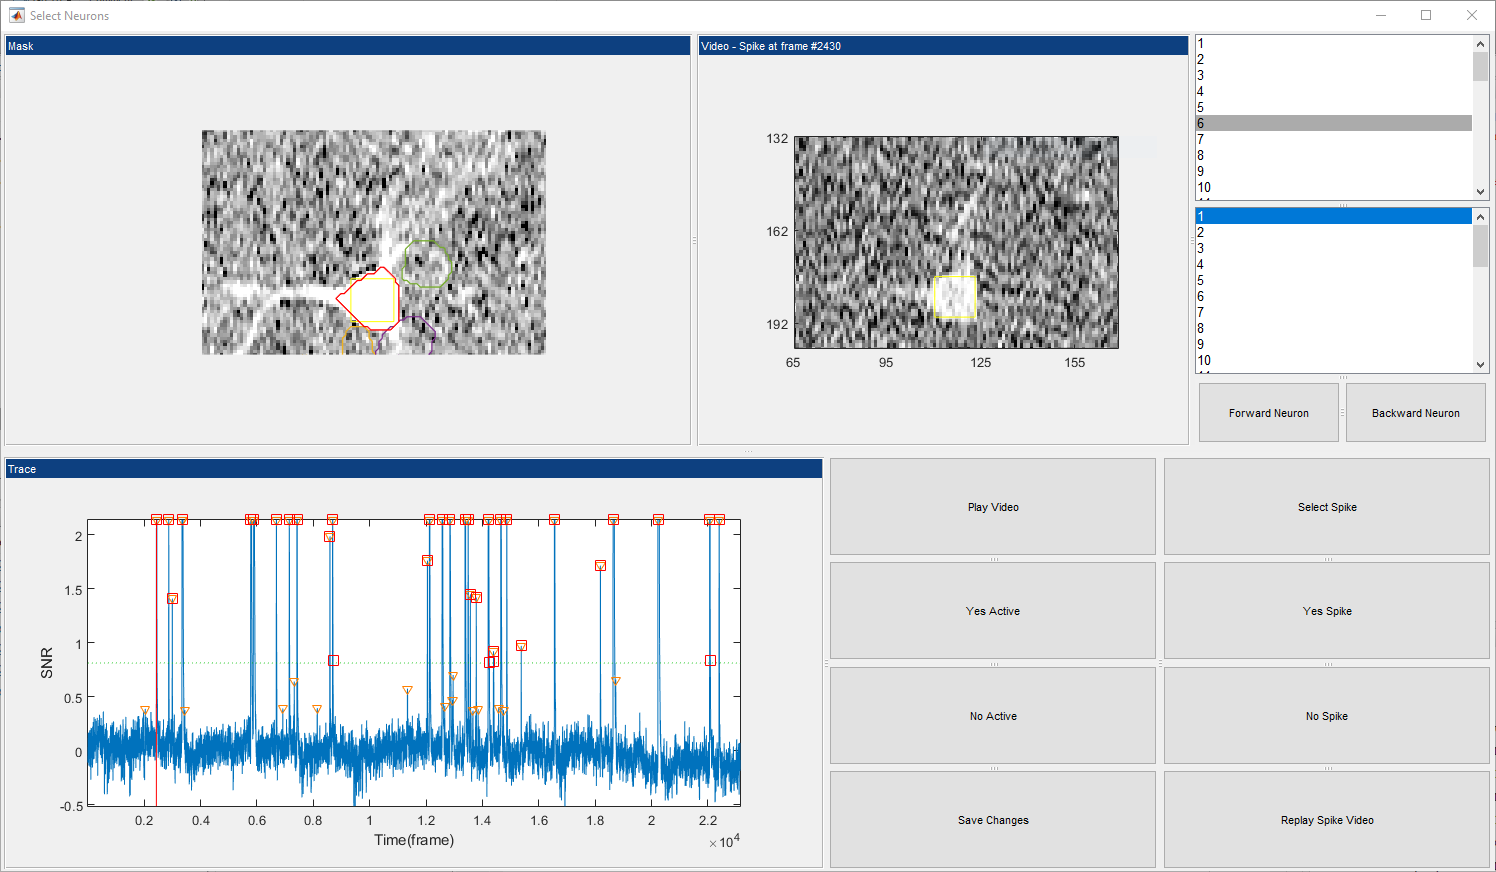 Select Neurons
Mask
Video - Spike at frame #2430
132
162
192
65
95
125
155
1
2
3
4
5
6
7
8
9
10
1
2
3
4
5
6
7
8
9
10
Forward Neuron
Backward Neuron
Trace
2
1.5
1
0.5
0
-0.5
SNR
0.2
0.4
0.6
0.8
1
1.2
1.4
1.6
1.8
2
2.2
×10^4
Time(frame)
Play Video
Select Spike
Yes Active
Yes Spike
No Active
No Spike
Save Changes
Replay Spike Video